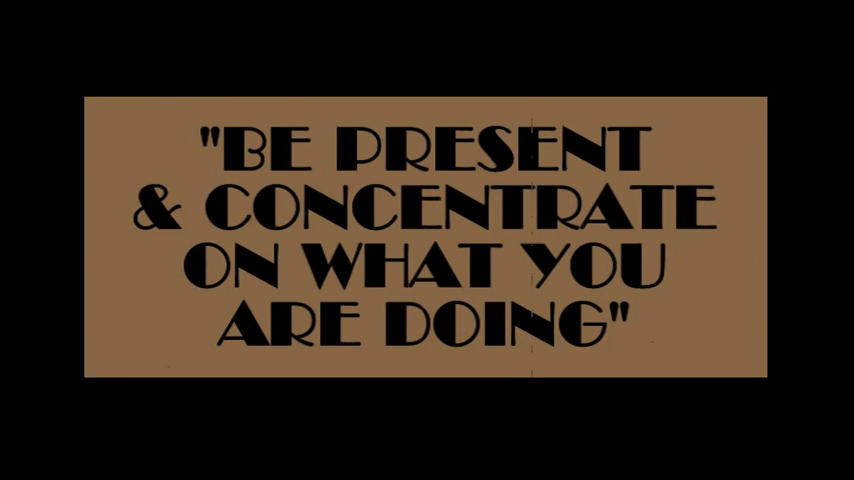 "BE PRESENT
& CONCENTRATE
ON WHAT YOU
ARE DOING"